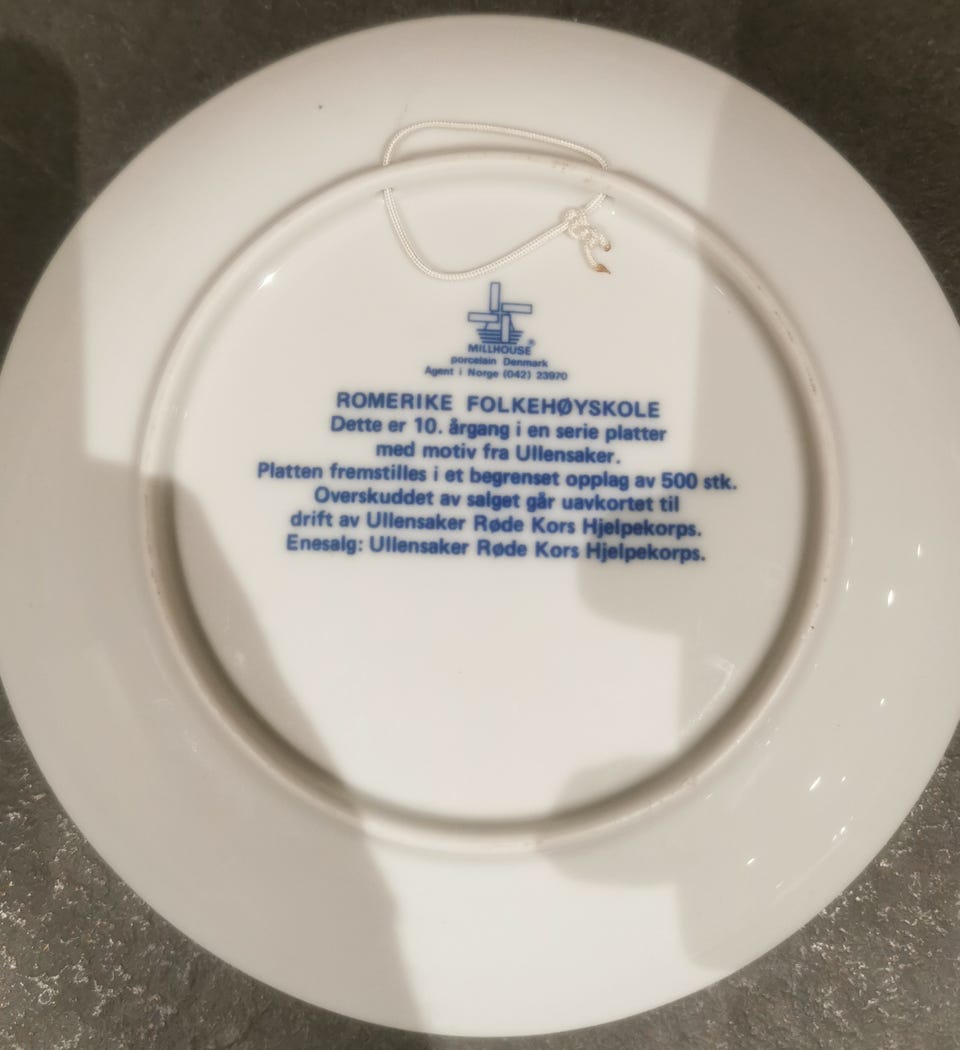 MILLHOUSE®
porcelain Denmark
Agent i Norge (042) 23970
ROMERIKE FOLKEHØYSKOLE
Dette er 10. årgang i en serie platter
med motiv fra Ullensaker.
Platten fremstilles i et begrenset opplag av 500 stk.
Overskuddet av salget går uavkortet til
drift av Ullensaker Røde Kors Hjelpekorps.
Enesalg: Ullensaker Røde Kors Hjelpekorps.